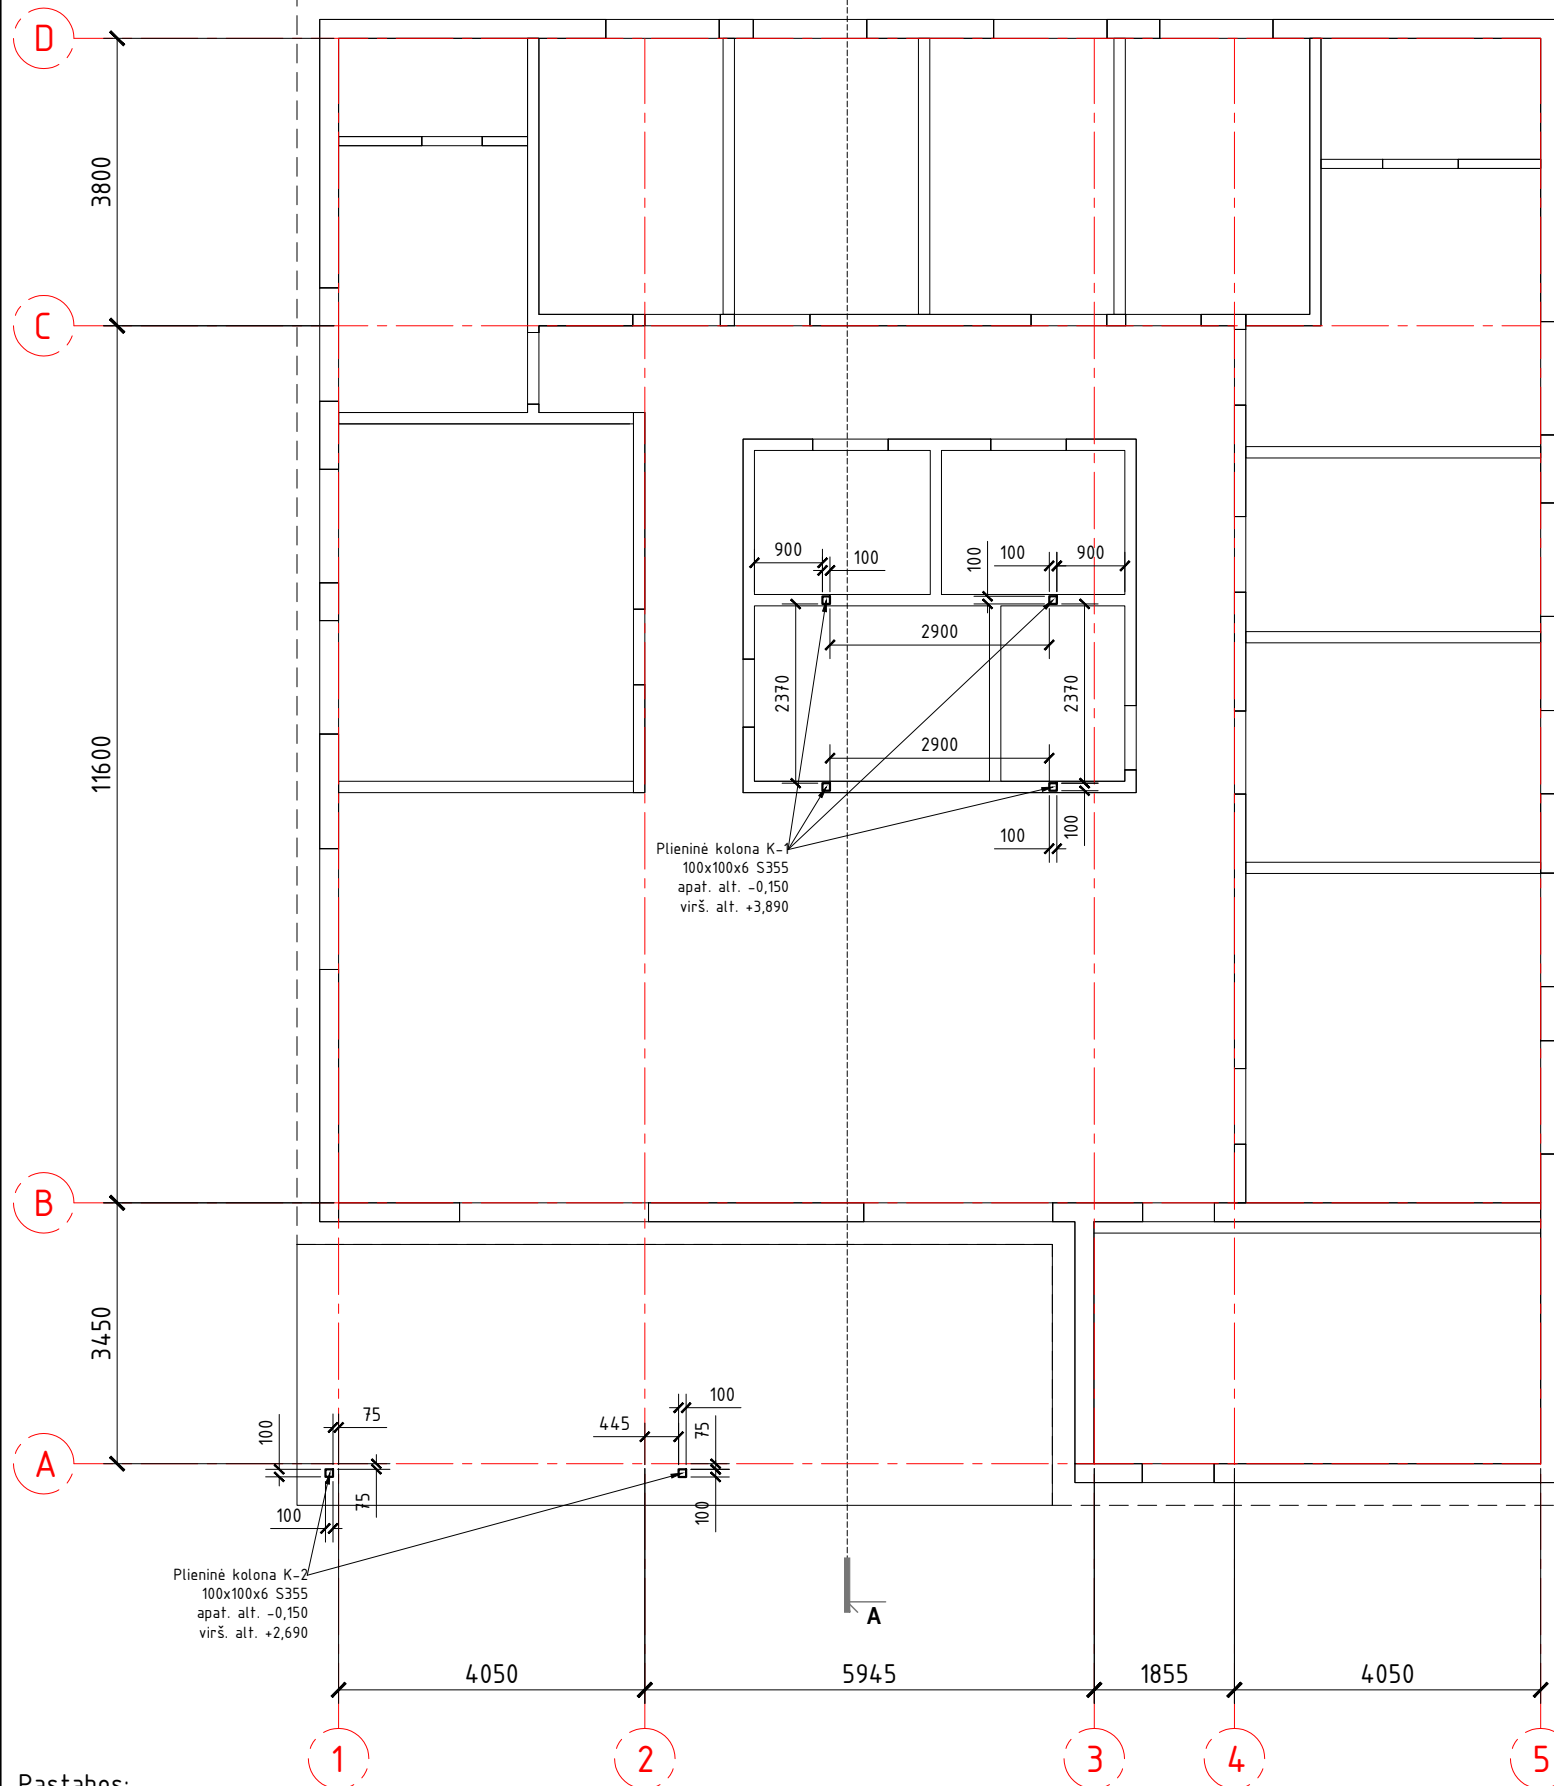 D
3800
C
900
100
100
100
900
2900
2370
2370
11600
2900
100
100
Plieninė kolona K-1
100x100x6 S355
apat. alt. -0,150
virš. alt. +3,890
B
3450
100
75
445
100
75
A
100
75
100
Plieninė kolona K-2
100x100x6 S355
apat. alt. -0,150
virš. alt. +2,690
A
4050
5945
1855
4050
1
2
3
4
5
Pastabos: